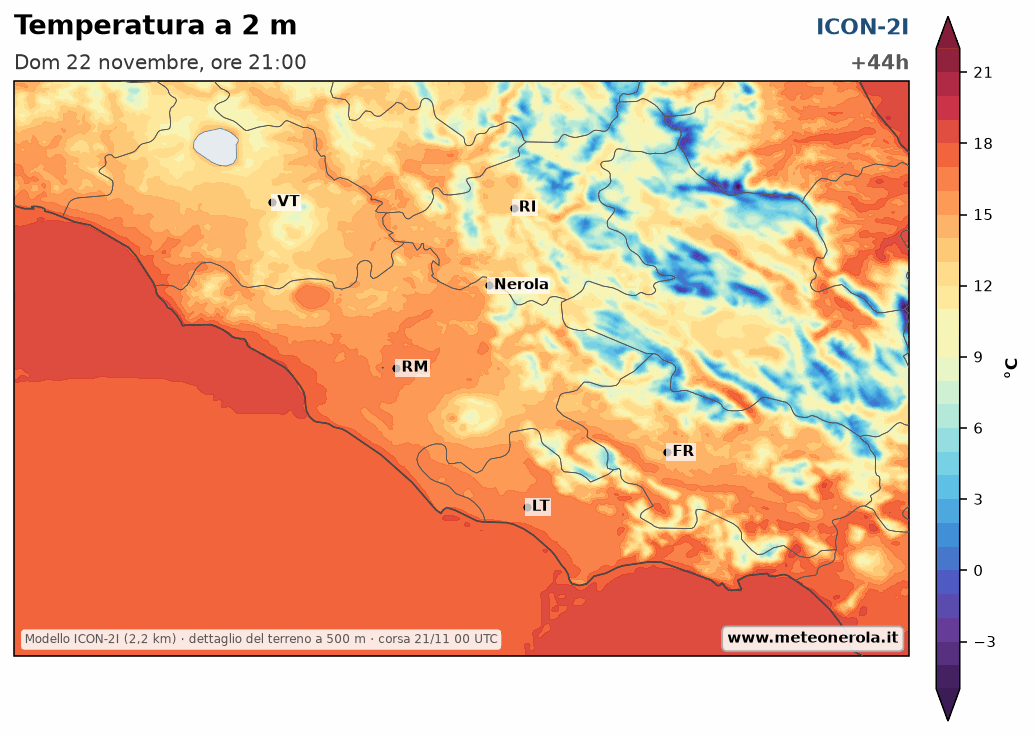 Temperatura a 2 m
ICON-2I
Dom 22 novembre, ore 21:00
+44h
VT
RI
Nerola
RM
FR
LT
21
18
15
12
9
6
3
0
−3
°C
Modello ICON-2I (2,2 km) · dettaglio del terreno a 500 m · corsa 21/11 00 UTC
www.meteonerola.it